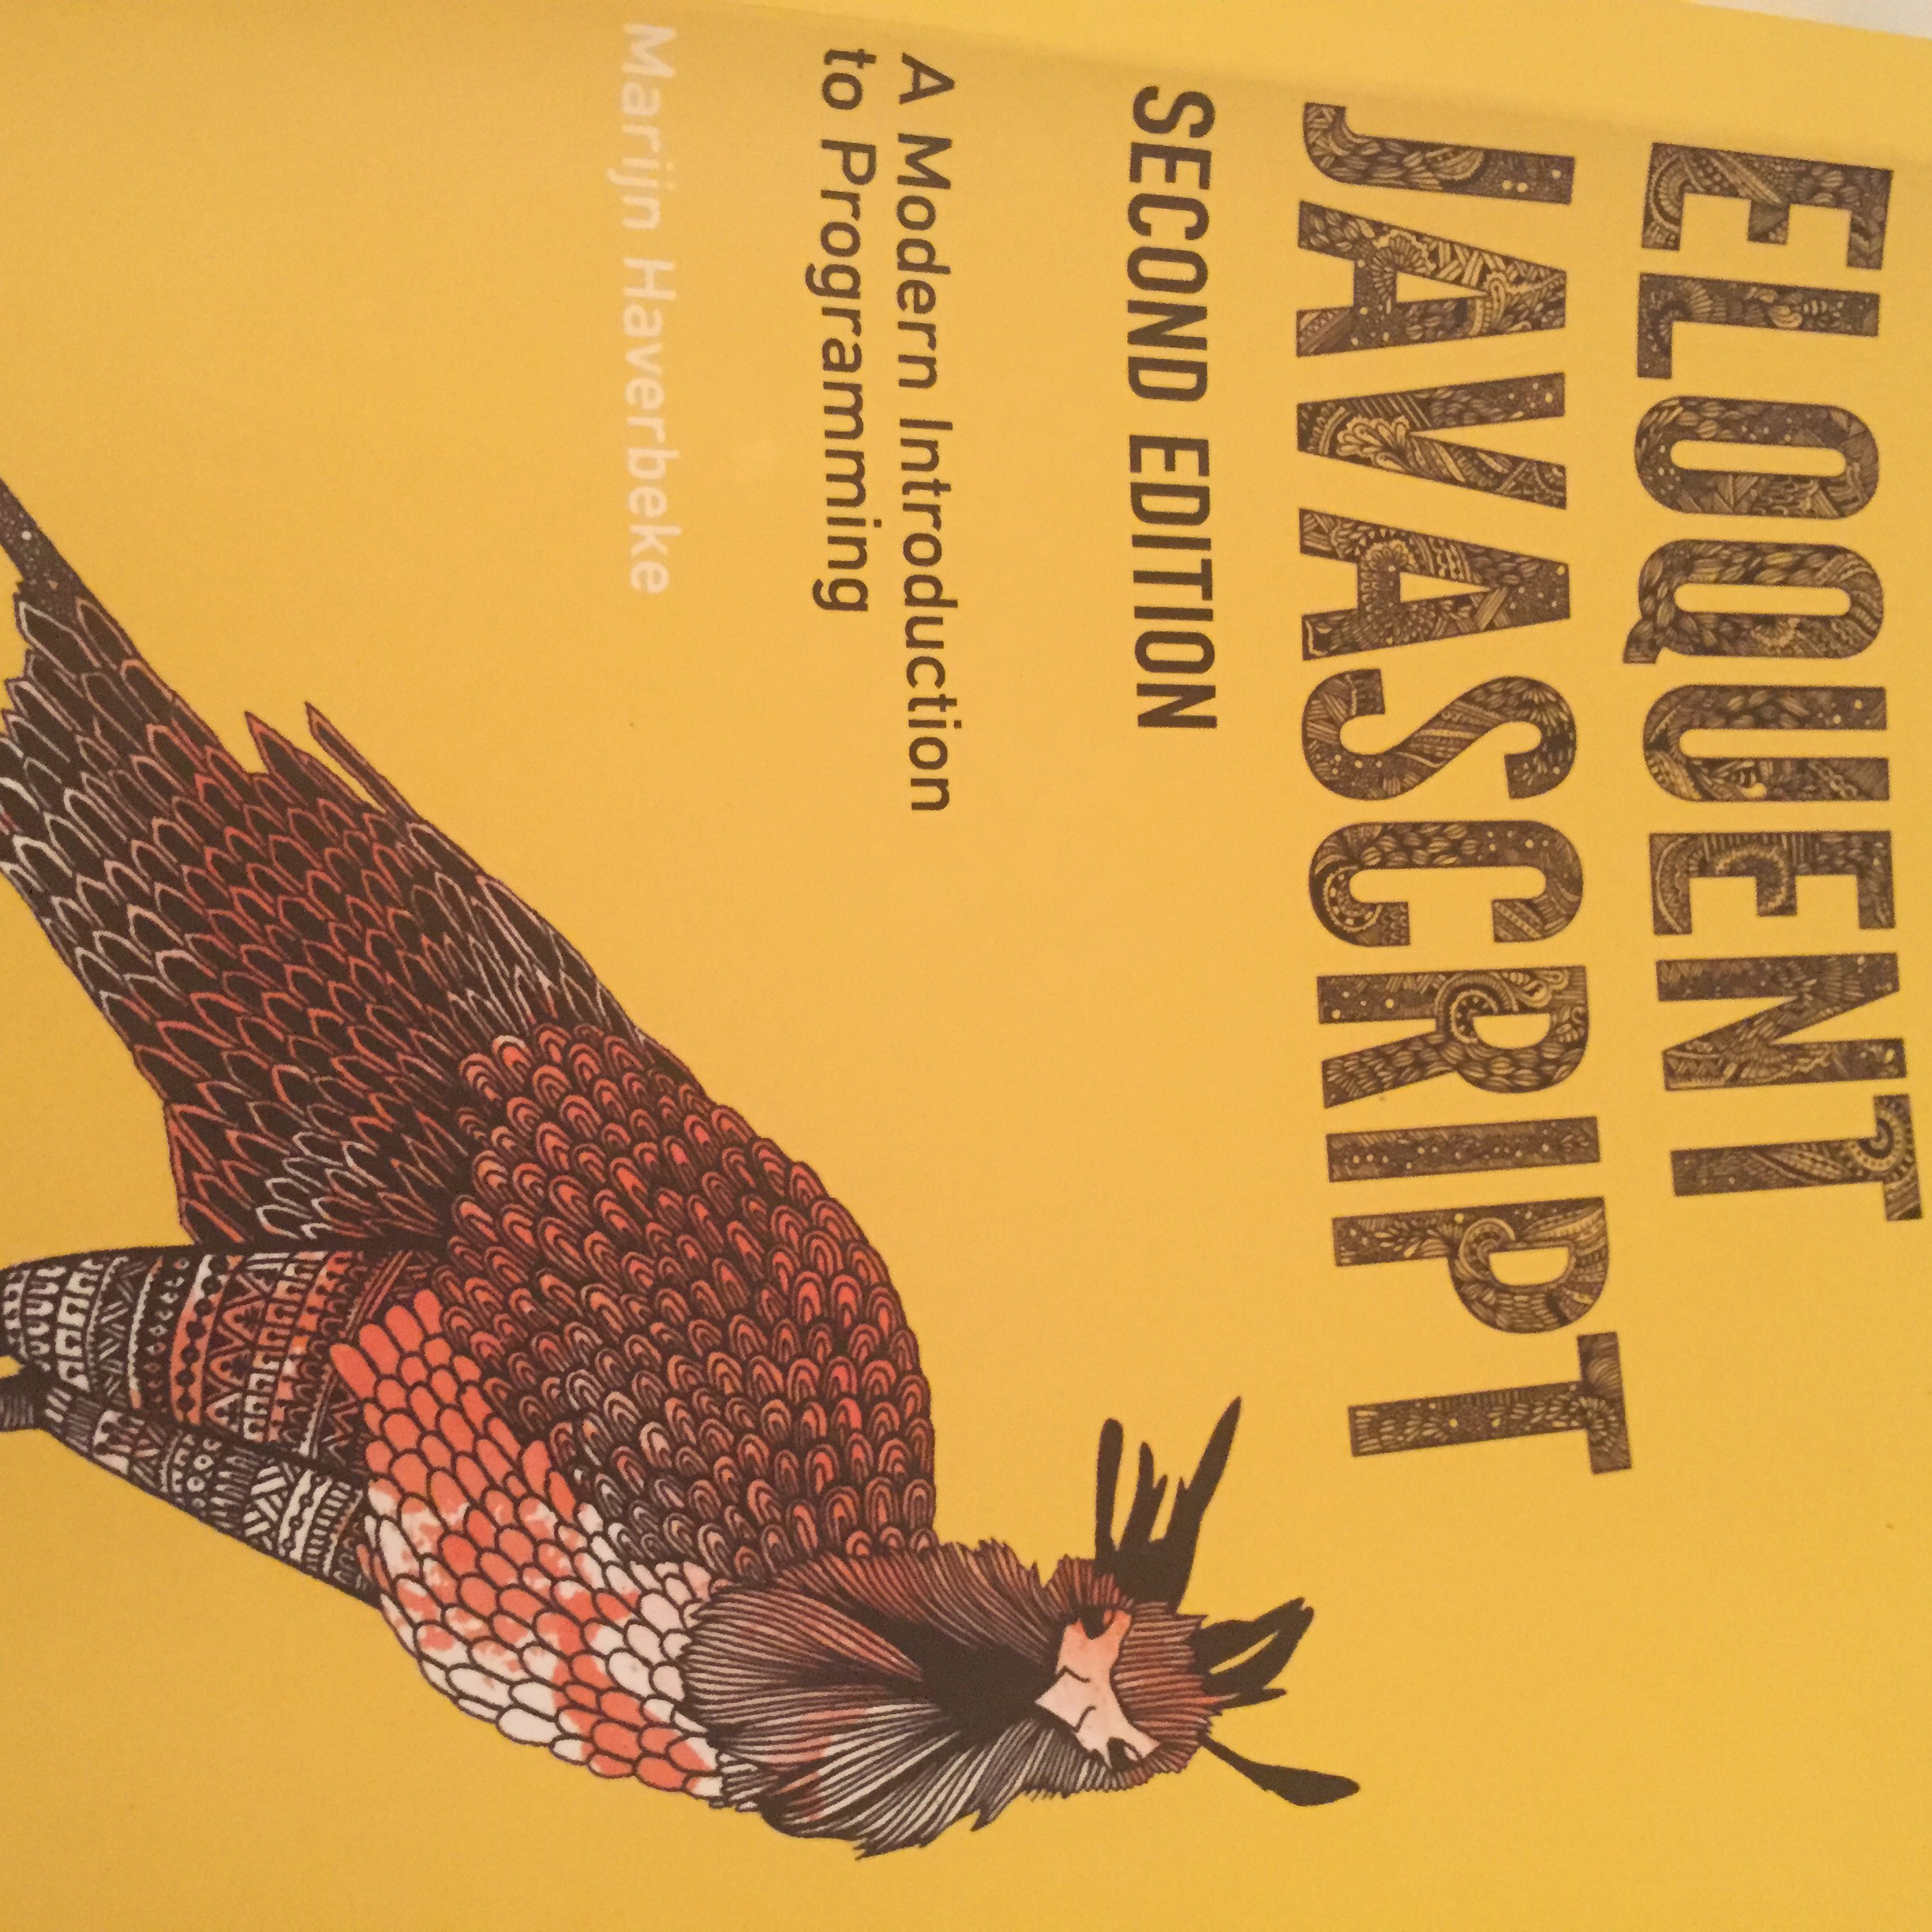 ELOQUENT
JAVASCRIPT
SECOND EDITION
A Modern Introduction
to Programming
Marijn Haverbeke